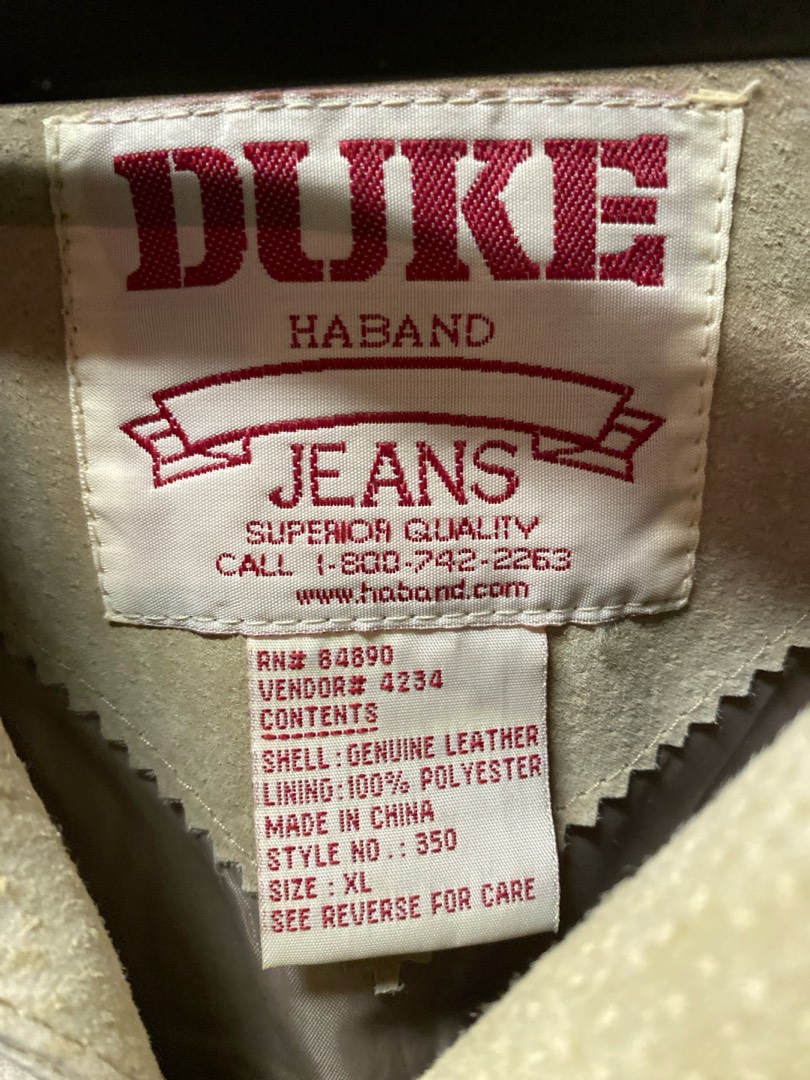 DUKE
HABAND
JEANS
SUPERIOR QUALITY
CALL 1-800-742-2263
www.haband.com
RN# 84890
VENDOR# 4234
CONTENTS
SHELL : GENUINE LEATHER
LINING : 100% POLYESTER
MADE IN CHINA
STYLE NO. : 350
SIZE : XL
SEE REVERSE FOR CARE